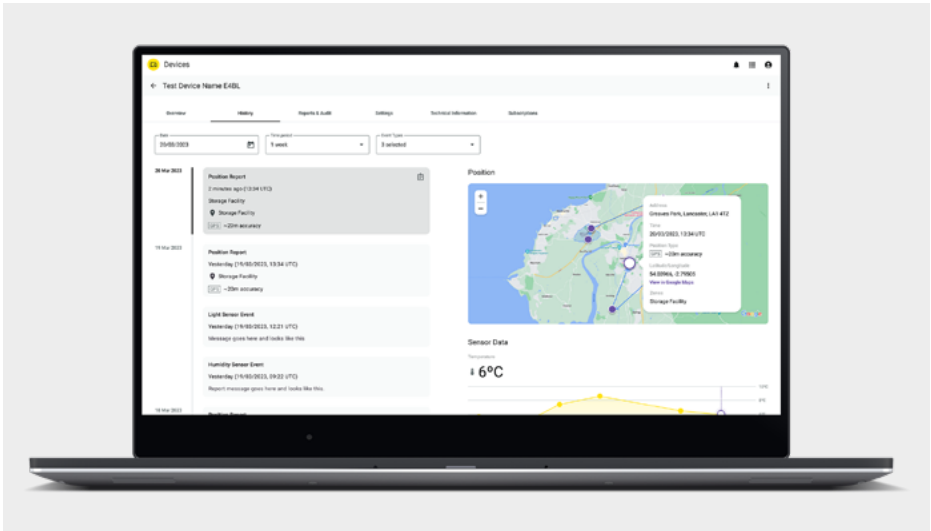 Devices
Test Device Name E4BL
Overview
History
Reports & Audit
Settings
Technical Information
Subscriptions
Date
20/03/2023
Time period
1 week
Event Types
3 selected
20 Mar 2023
Position Report
2 minutes ago (13:34 UTC)
Storage Facility
Storage Facility
GPS ~20m accuracy
19 Mar 2023
Position Report
Yesterday (19/03/2023, 13:34 UTC)
Storage Facility
GPS ~20m accuracy
Light Sensor Event
Yesterday (19/03/2023, 12:21 UTC)
Message goes here and looks like this
Humidity Sensor Event
Yesterday (19/03/2023, 09:22 UTC)
Report message goes here and looks like this.
18 Mar 2023
Position Report
Position
+
Address
Greaves Park, Lancaster, LA1 4TZ
Time
20/03/2023, 13:34 UTC
Position Type
GPS ~20m accuracy
Latitude/Longitude
View in Google Maps
Zones
Storage Facility
Sensor Data
Temperature
6ºC